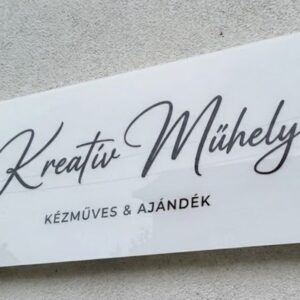 Kreatív Műhely
KÉZMŰVES & AJÁNDÉK